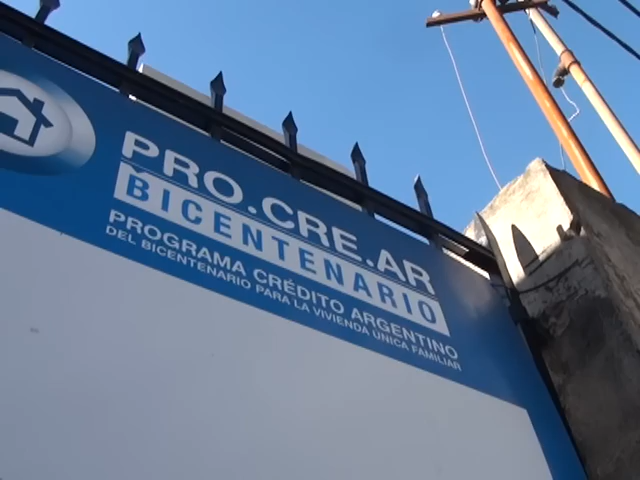 PRO.CRE.AR
BICENTENARIO
PROGRAMA CRÉDITO ARGENTINO
DEL BICENTENARIO PARA LA VIVIENDA ÚNICA FAMILIAR